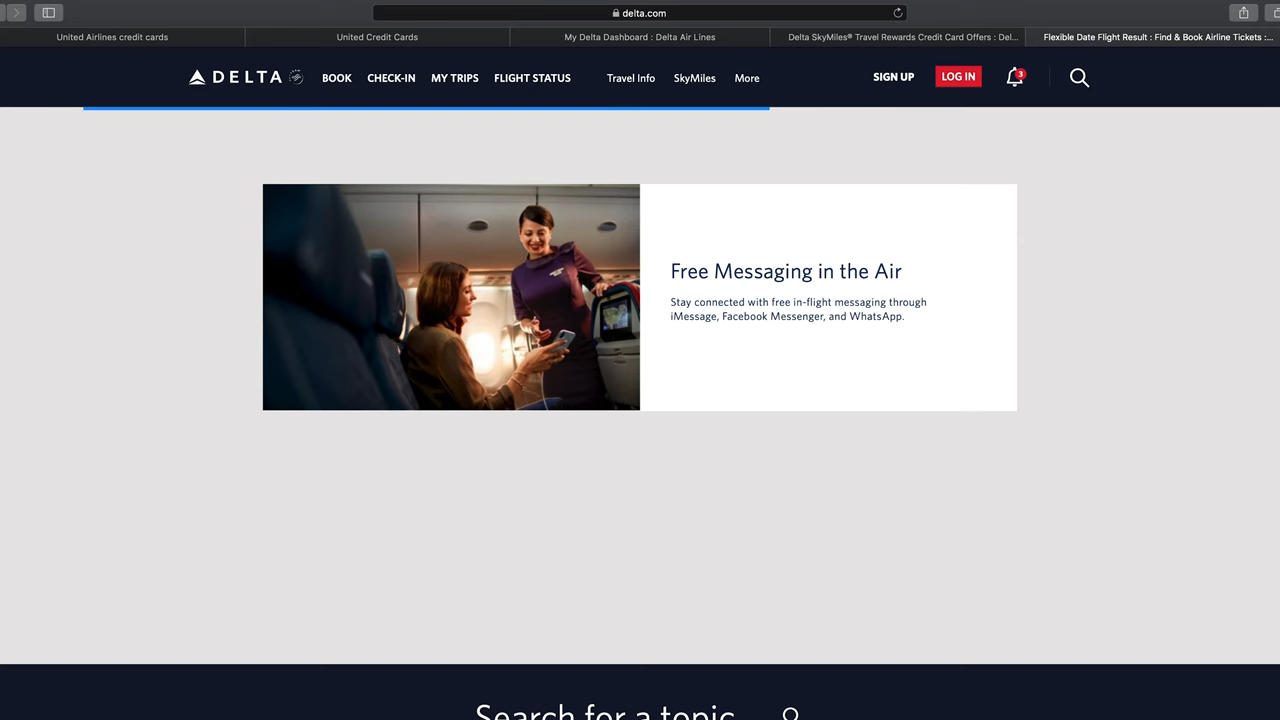 delta.com
United Airlines credit cards
United Credit Cards
My Delta Dashboard : Delta Air Lines
Delta SkyMiles® Travel Rewards Credit Card Offers : Del...
Flexible Date Flight Result : Find & Book Airline Tickets :...
DELTA
BOOK
CHECK-IN
MY TRIPS
FLIGHT STATUS
Travel Info
SkyMiles
More
SIGN UP
LOG IN
3
Free Messaging in the Air
Stay connected with free in-flight messaging through
iMessage, Facebook Messenger, and WhatsApp.
Search for a topic